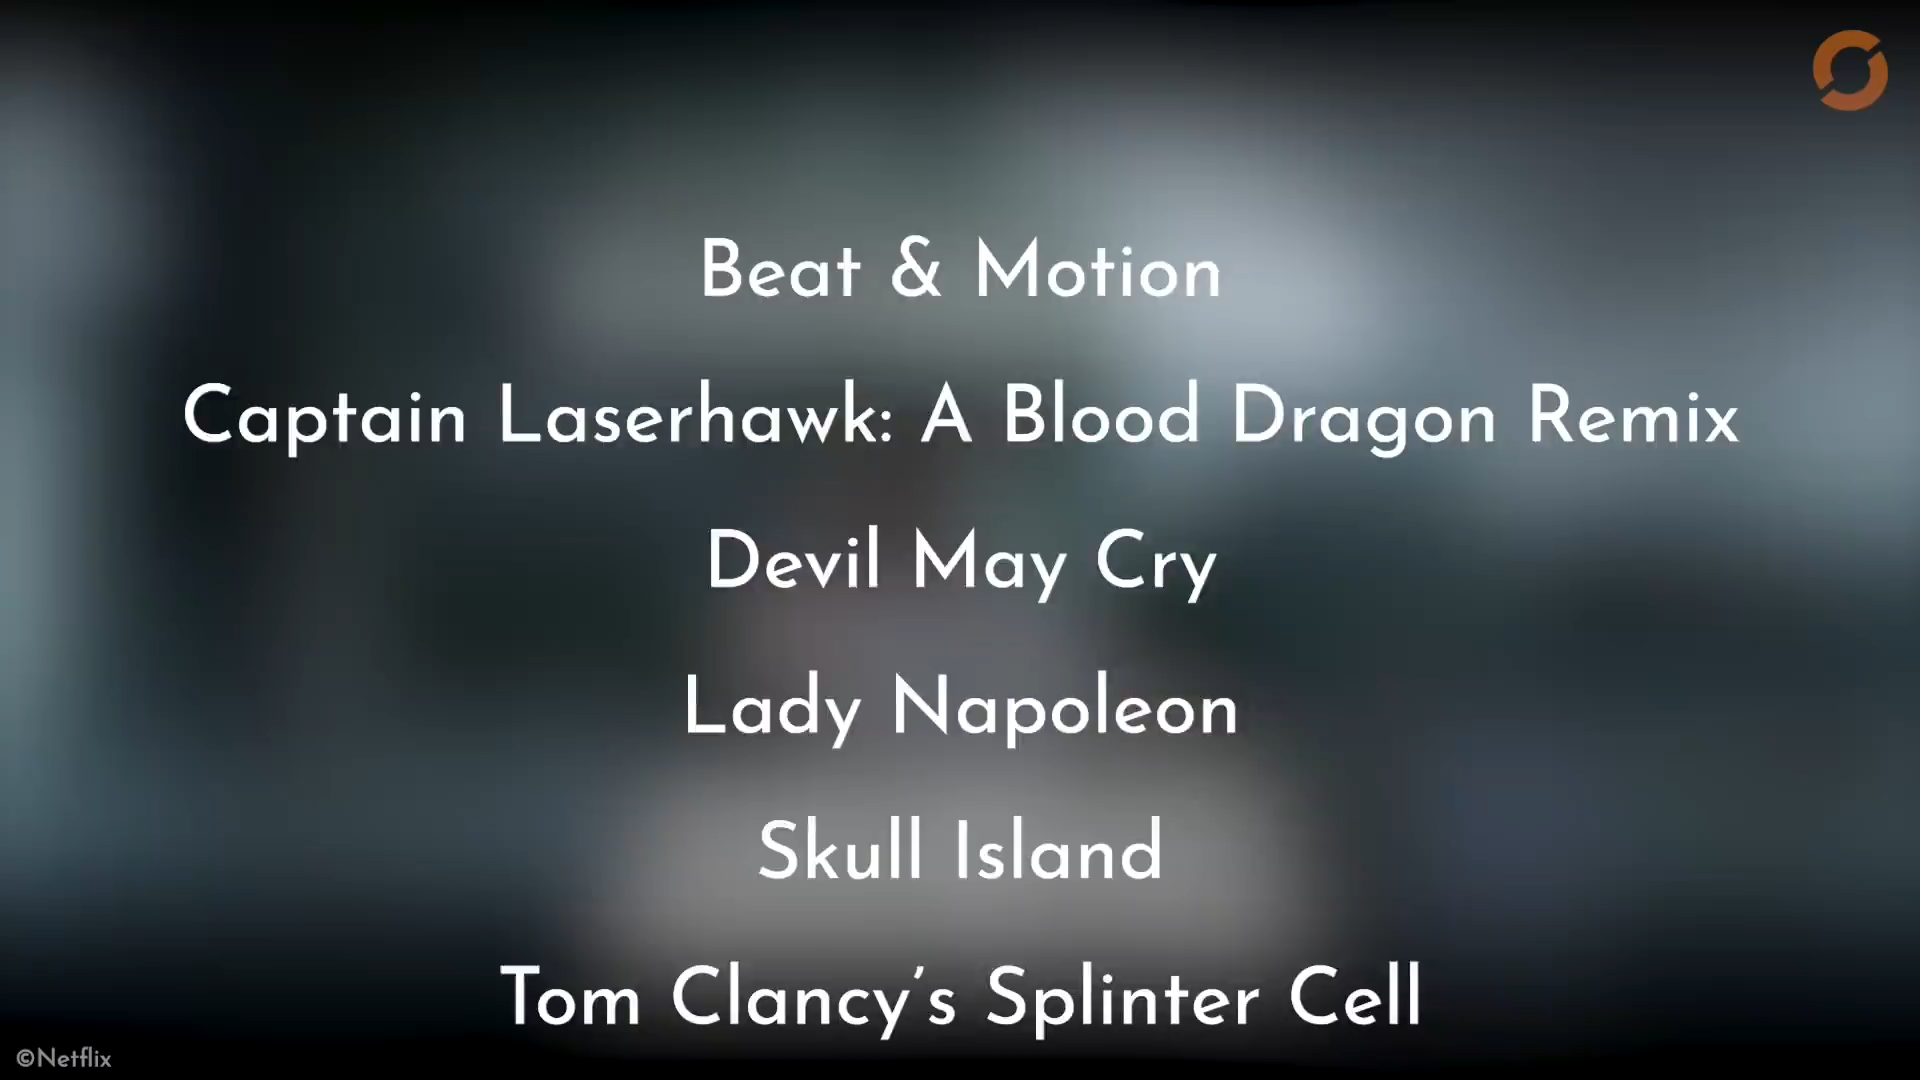 Beat & Motion
Captain Laserhawk: A Blood Dragon Remix
Devil May Cry
Lady Napoleon
Skull Island
Tom Clancy’s Splinter Cell
©Netflix